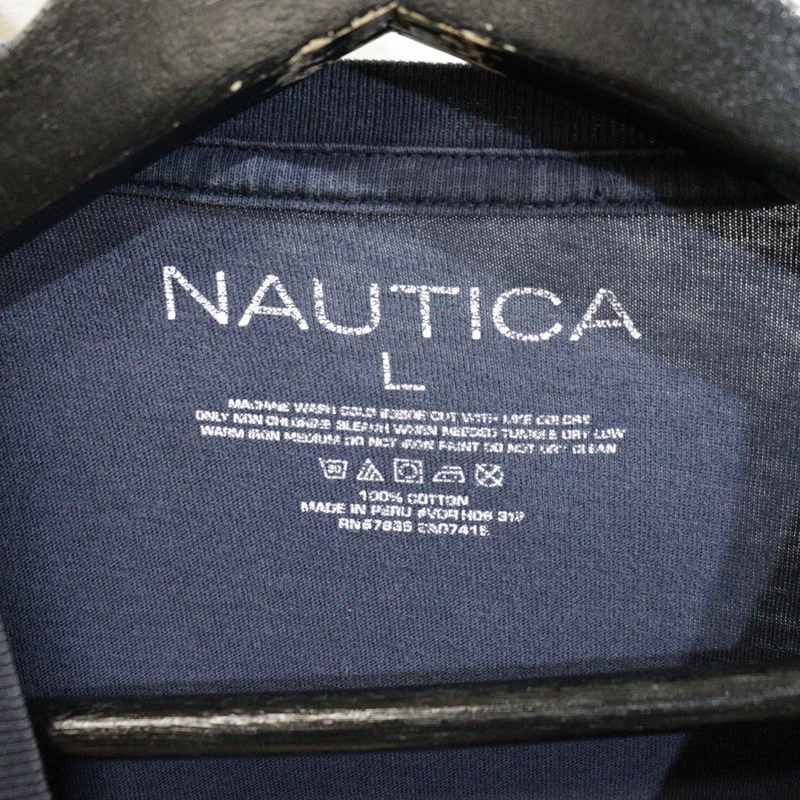 NAUTICA
L
MACHINE WASH COLD INSIDE OUT WITH LIKE COLORS
ONLY NON CHLORINE BLEACH WHEN NEEDED TUMBLE DRY LOW
WARM IRON MEDIUM DO NOT IRON PAINT DO NOT DRY CLEAN
30
100% COTTON
MADE IN PERU
RN67835